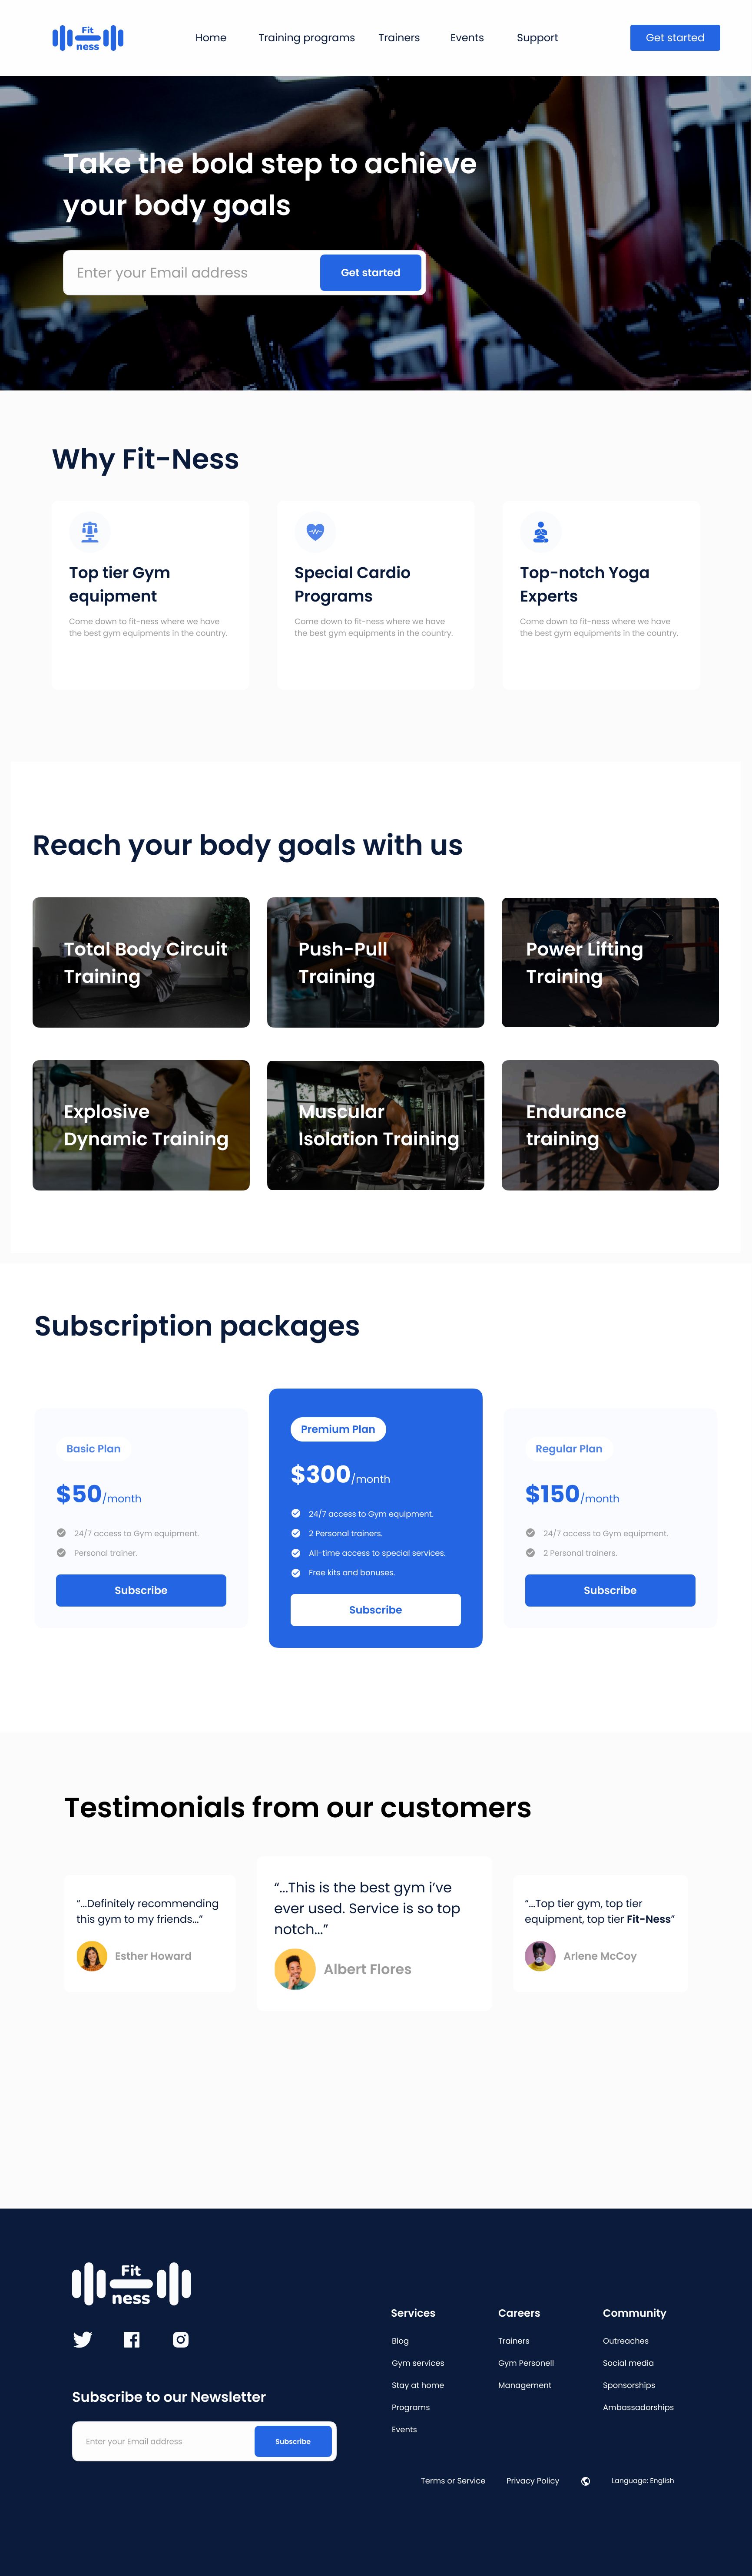 Fit
ness
Home
Training programs
Trainers
Events
Support
Get started
Take the bold step to achieve
your body goals
Enter your Email address
Get started
Why Fit-Ness
Top tier Gym
equipment
Come down to fit-ness where we have
the best gym equipments in the country.
Special Cardio
Programs
Come down to fit-ness where we have
the best gym equipments in the country.
Top-notch Yoga
Experts
Come down to fit-ness where we have
the best gym equipments in the country.
Reach your body goals with us
Total Body Circuit
Training
Push-Pull
Training
Power Lifting
Training
Explosive
Dynamic Training
Muscular
Isolation Training
Endurance
training
Subscription packages
Basic Plan
$50/month
24/7 access to Gym equipment.
Personal trainer.
Subscribe
Premium Plan
$300/month
24/7 access to Gym equipment.
2 Personal trainers.
All-time access to special services.
Free kits and bonuses.
Subscribe
Regular Plan
$150/month
24/7 access to Gym equipment.
2 Personal trainers.
Subscribe
Testimonials from our customers
“...Definitely recommending
this gym to my friends...”
Esther Howard
“...This is the best gym i’ve
ever used. Service is so top
notch...”
Albert Flores
“...Top tier gym, top tier
equipment, top tier Fit-Ness”
Arlene McCoy
Fit
ness
Subscribe to our Newsletter
Enter your Email address
Subscribe
Services
Blog
Gym services
Stay at home
Programs
Events
Careers
Trainers
Gym Personell
Management
Community
Outreaches
Social media
Sponsorships
Ambassadorships
Terms or Service
Privacy Policy
Language: English